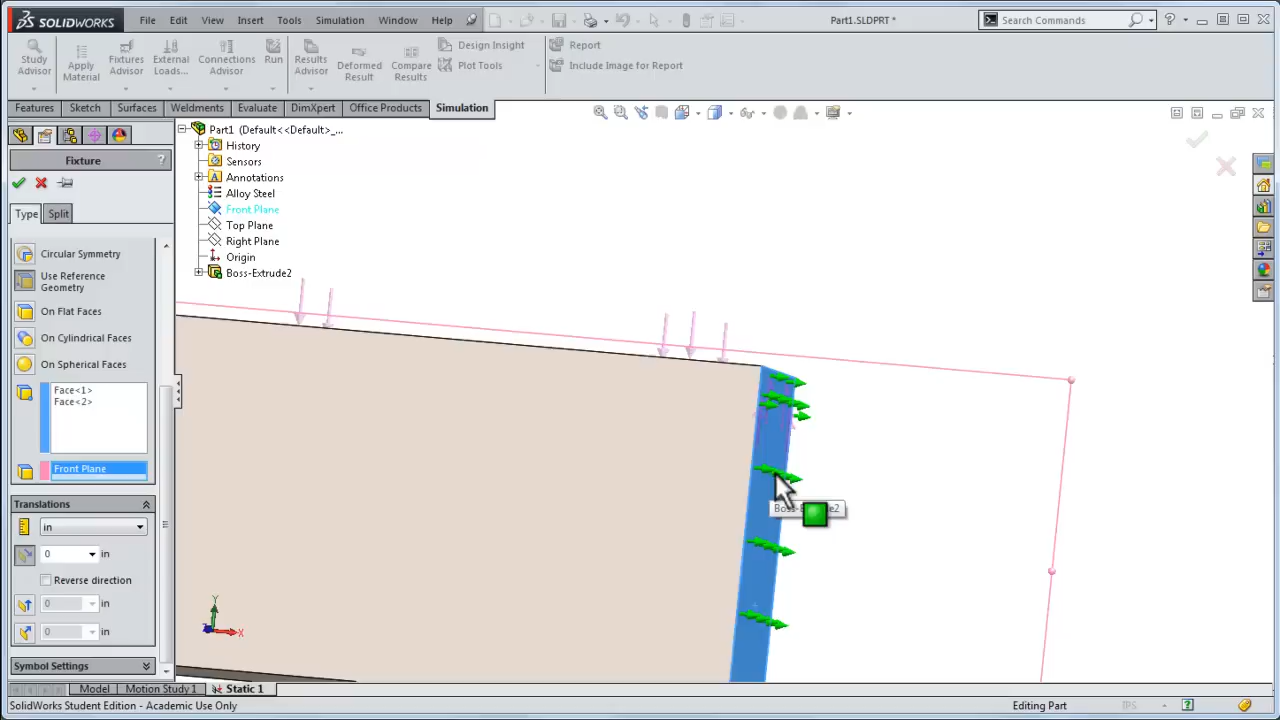 SOLIDWORKS File Edit View Insert Tools Simulation Window Help Part1.SLDPRT * Search Commands
Study Advisor
Apply Material
Fixtures Advisor
External Loads...
Connections Advisor
Run
Results Advisor
Deformed Result
Compare Results
Design Insight
Plot Tools
Report
Include Image for Report
Features Sketch Surfaces Weldments Evaluate DimXpert Office Products Simulation
Fixture ?
Type Split
Circular Symmetry
Use Reference
Geometry
On Flat Faces
On Cylindrical Faces
On Spherical Faces
Face<1>
Face<2>
Front Plane
Translations
in
0 in
Reverse direction
0 in
0 in
Symbol Settings
Part1 (Default<<Default>_...
History
Sensors
Annotations
Alloy Steel
Front Plane
Top Plane
Right Plane
Origin
Boss-Extrude2
Y
X
Model Motion Study 1 Static 1
SolidWorks Student Edition - Academic Use Only Editing Part IPS